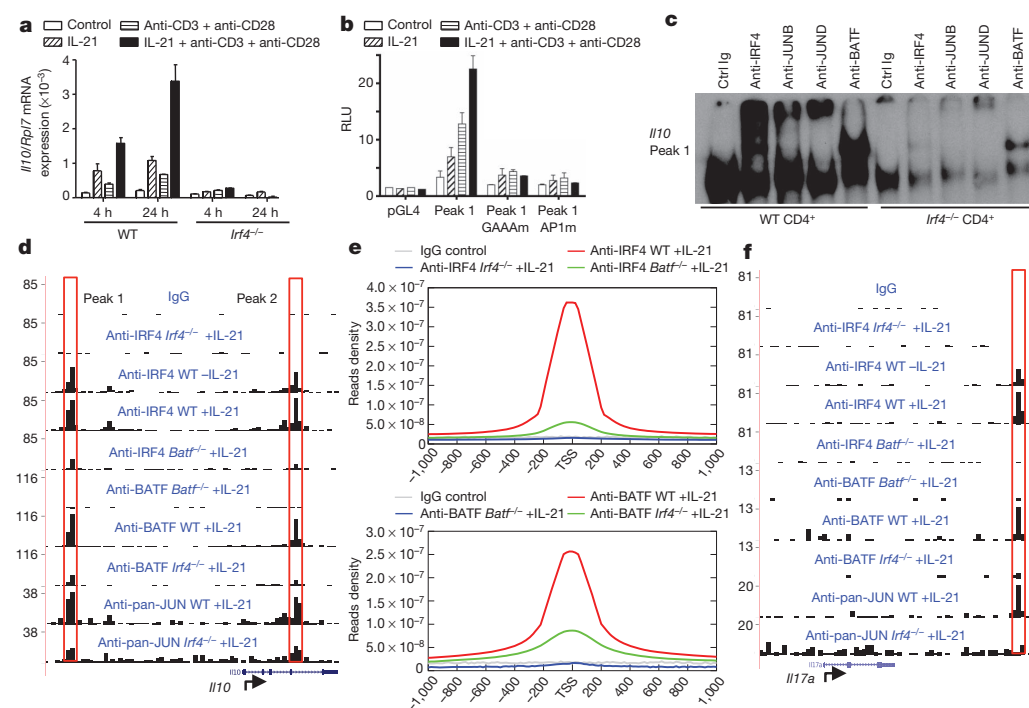 a
Control
Anti-CD3 + anti-CD28
IL-21
IL-21 + anti-CD3 + anti-CD28
Il10/Rpl7 mRNA
expression (×10⁻³)
4
3
2
1
0
4 h
24 h
4 h
24 h
WT
Irf4⁻/⁻
b
Control
Anti-CD3 + anti-CD28
IL-21
IL-21 + anti-CD3 + anti-CD28
RLU
20
10
0
pGL4
Peak 1
Peak 1
GAAAm
Peak 1
AP1m
c
Ctrl Ig
Anti-IRF4
Anti-JUNB
Anti-JUND
Anti-BATF
Ctrl Ig
Anti-IRF4
Anti-JUNB
Anti-JUND
Anti-BATF
Il10
Peak 1
WT CD4⁺
Irf4⁻/⁻ CD4⁺
d
85
Peak 1
IgG
Peak 2
85
Anti-IRF4 Irf4⁻/⁻ +IL-21
85
Anti-IRF4 WT –IL-21
85
Anti-IRF4 WT +IL-21
85
Anti-IRF4 Batf⁻/⁻ +IL-21
116
Anti-BATF Batf⁻/⁻ +IL-21
116
Anti-BATF WT +IL-21
116
Anti-BATF Irf4⁻/⁻ +IL-21
38
Anti-pan-JUN WT +IL-21
38
Anti-pan-JUN Irf4⁻/⁻ +IL-21
Il10
Il10
e
IgG control
Anti-IRF4 WT +IL-21
Anti-IRF4 Irf4⁻/⁻ +IL-21
Anti-IRF4 Batf⁻/⁻ +IL-21
Reads density
4.0 × 10⁻⁷
3.5 × 10⁻⁷
3.0 × 10⁻⁷
2.5 × 10⁻⁷
2.0 × 10⁻⁷
1.5 × 10⁻⁷
1.0 × 10⁻⁷
5.0 × 10⁻⁸
0
–1,000
–800
–600
–400
–200
TSS
200
400
600
800
1,000
IgG control
Anti-BATF WT +IL-21
Anti-BATF Batf⁻/⁻ +IL-21
Anti-BATF Irf4⁻/⁻ +IL-21
Reads density
3.0 × 10⁻⁷
2.5 × 10⁻⁷
2.0 × 10⁻⁷
1.5 × 10⁻⁷
1.0 × 10⁻⁷
5.0 × 10⁻⁸
0
–1,000
–800
–600
–400
–200
TSS
200
400
600
800
1,000
f
81
IgG
81
Anti-IRF4 Irf4⁻/⁻ +IL-21
81
Anti-IRF4 WT –IL-21
81
Anti-IRF4 WT +IL-21
81
Anti-IRF4 Batf⁻/⁻ +IL-21
13
Anti-BATF Batf⁻/⁻ +IL-21
13
Anti-BATF WT +IL-21
13
Anti-BATF Irf4⁻/⁻ +IL-21
20
Anti-pan-JUN WT +IL-21
20
Anti-pan-JUN Irf4⁻/⁻ +IL-21
Il17a
Il17a